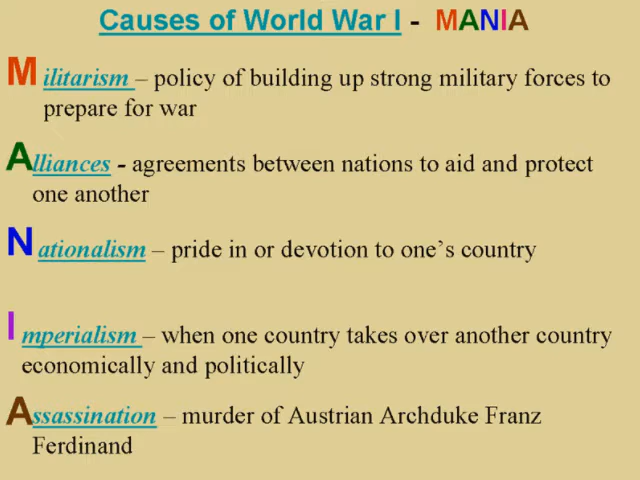 Causes of World War I - MANIA
Militarism – policy of building up strong military forces to
prepare for war
Alliances - agreements between nations to aid and protect
one another
Nationalism – pride in or devotion to one’s country
Imperialism – when one country takes over another country
economically and politically
Assassination – murder of Austrian Archduke Franz
Ferdinand